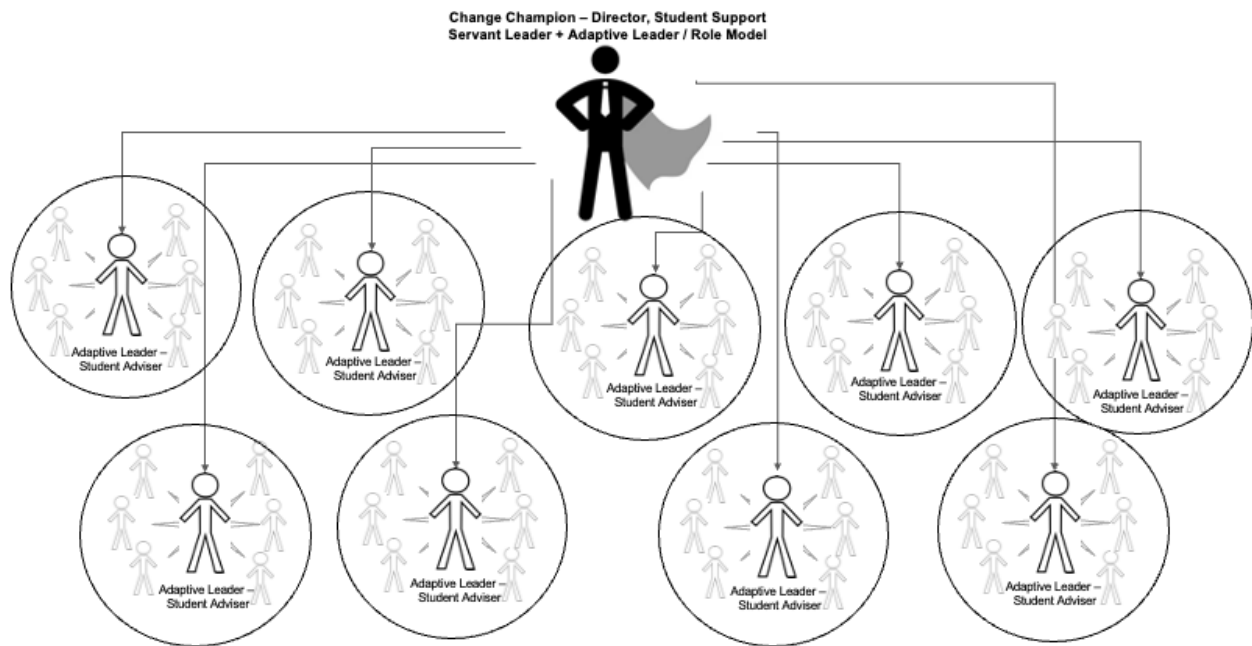 Change Champion – Director, Student Support
Servant Leader + Adaptive Leader / Role Model
Adaptive Leader –
Student Adviser
Adaptive Leader –
Student Adviser
Adaptive Leader –
Student Adviser
Adaptive Leader –
Student Adviser
Adaptive Leader –
Student Adviser
Adaptive Leader –
Student Adviser
Adaptive Leader –
Student Adviser
Adaptive Leader –
Student Adviser
Adaptive Leader –
Student Adviser